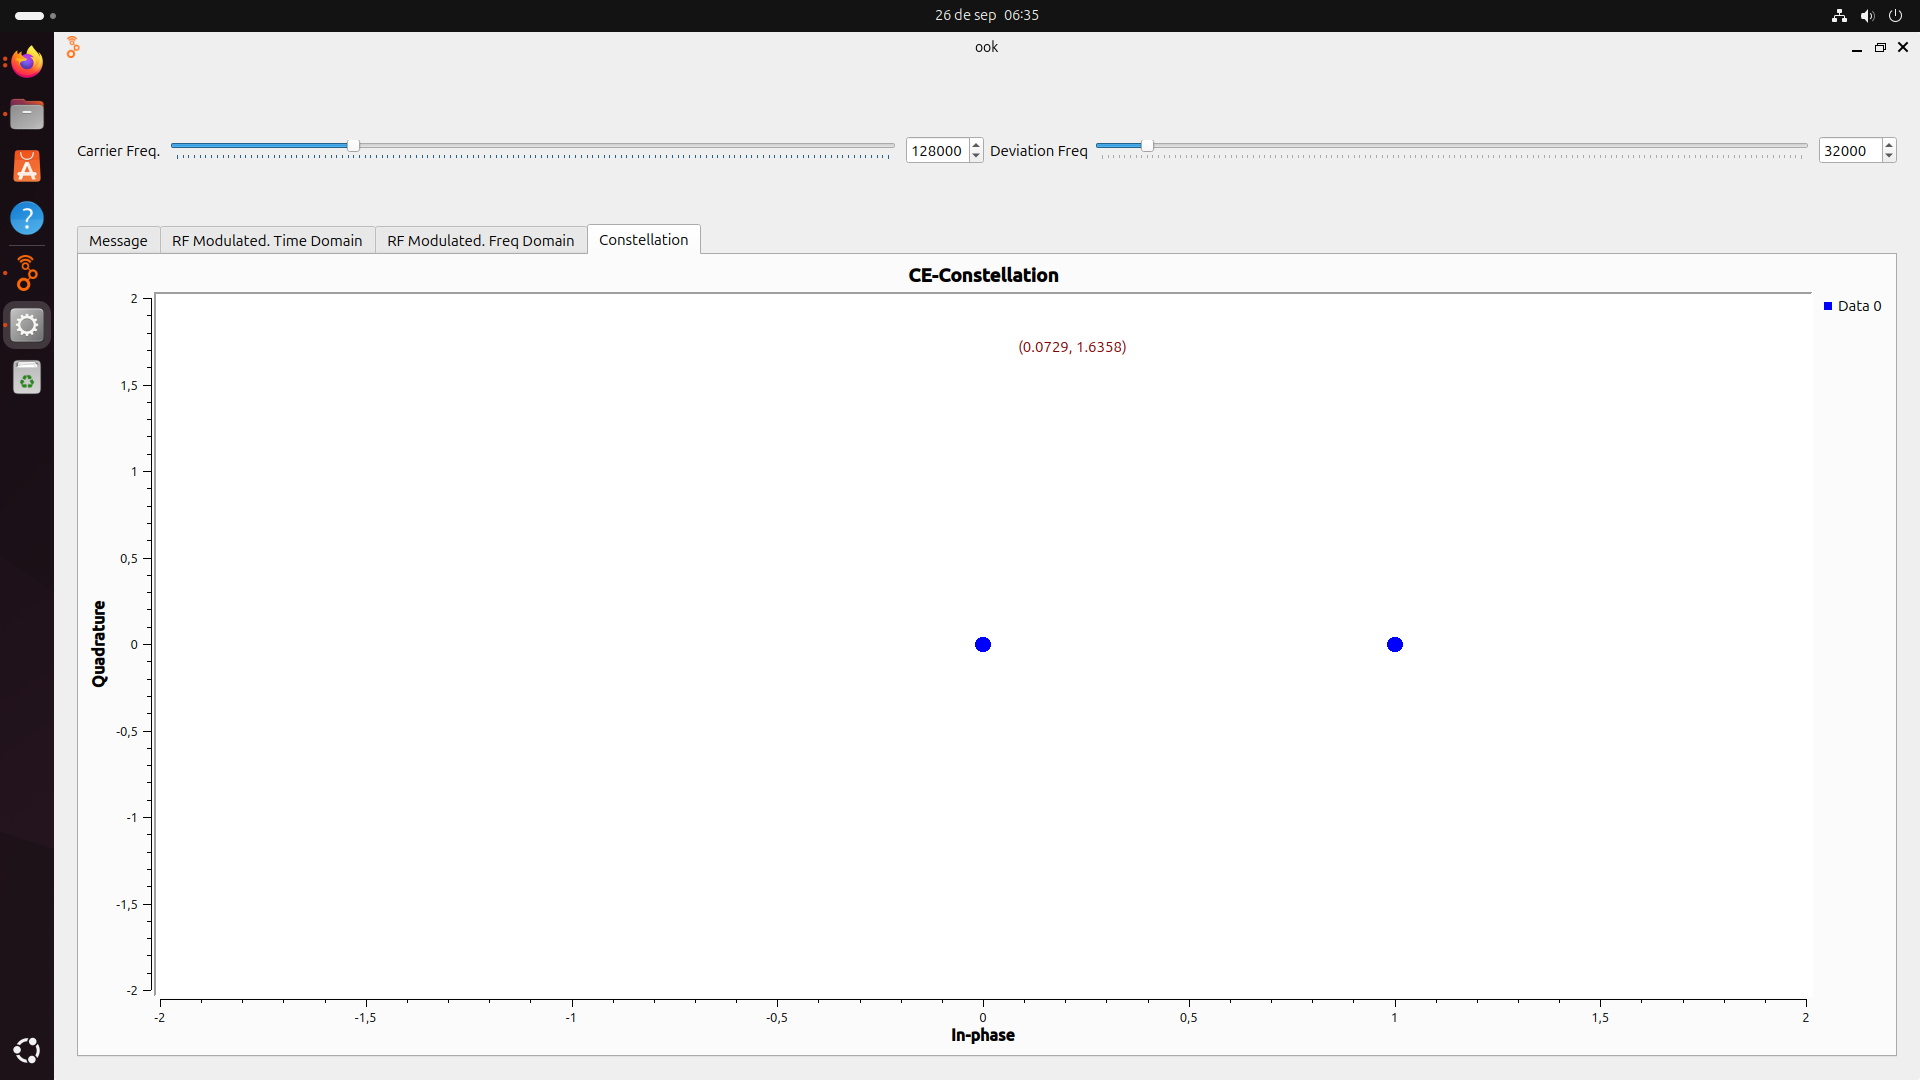 26 de sep 06:35
ook
Carrier Freq.
128000
Deviation Freq
32000
Message
RF Modulated. Time Domain
RF Modulated. Freq Domain
Constellation
CE-Constellation
Data 0
(0.0729, 1.6358)
2
1,5
1
0,5
0
-0,5
-1
-1,5
-2
Quadrature
-2
-1,5
-1
-0,5
0
0,5
1
1,5
2
In-phase